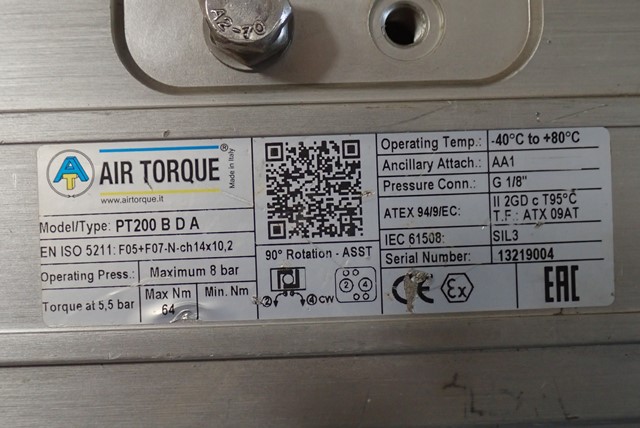 A2-70
AT
AIR TORQUE®
Made in Italy
www.airtorque.it
Model/Type: PT200 B D A
EN ISO 5211: F05+F07-N-ch14x10,2
Operating Press.: Maximum 8 bar
Torque at 5,5 bar
Max Nm
64
Min. Nm
90° Rotation - ASST
2 4 CW
2 4
Operating Temp.: -40°C to +80°C
Ancillary Attach.: AA1
Pressure Conn.: G 1/8"
ATEX 94/9/EC: II 2GD c T95°C
T.F.: ATX 09AT
IEC 61508: SIL3
Serial Number: 13219004
CE Ex EAC